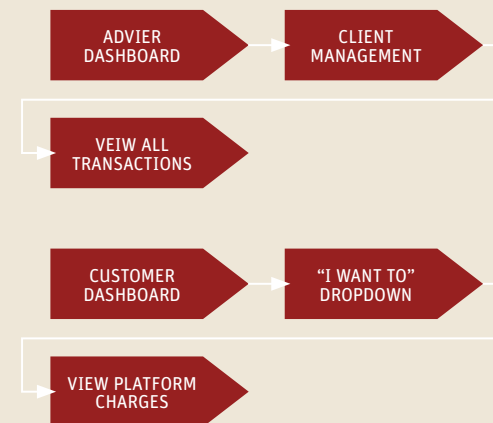 ADVIER
DASHBOARD
CLIENT
MANAGEMENT
VEIW ALL
TRANSACTIONS
CUSTOMER
DASHBOARD
“I WANT TO”
DROPDOWN
VIEW PLATFORM
CHARGES